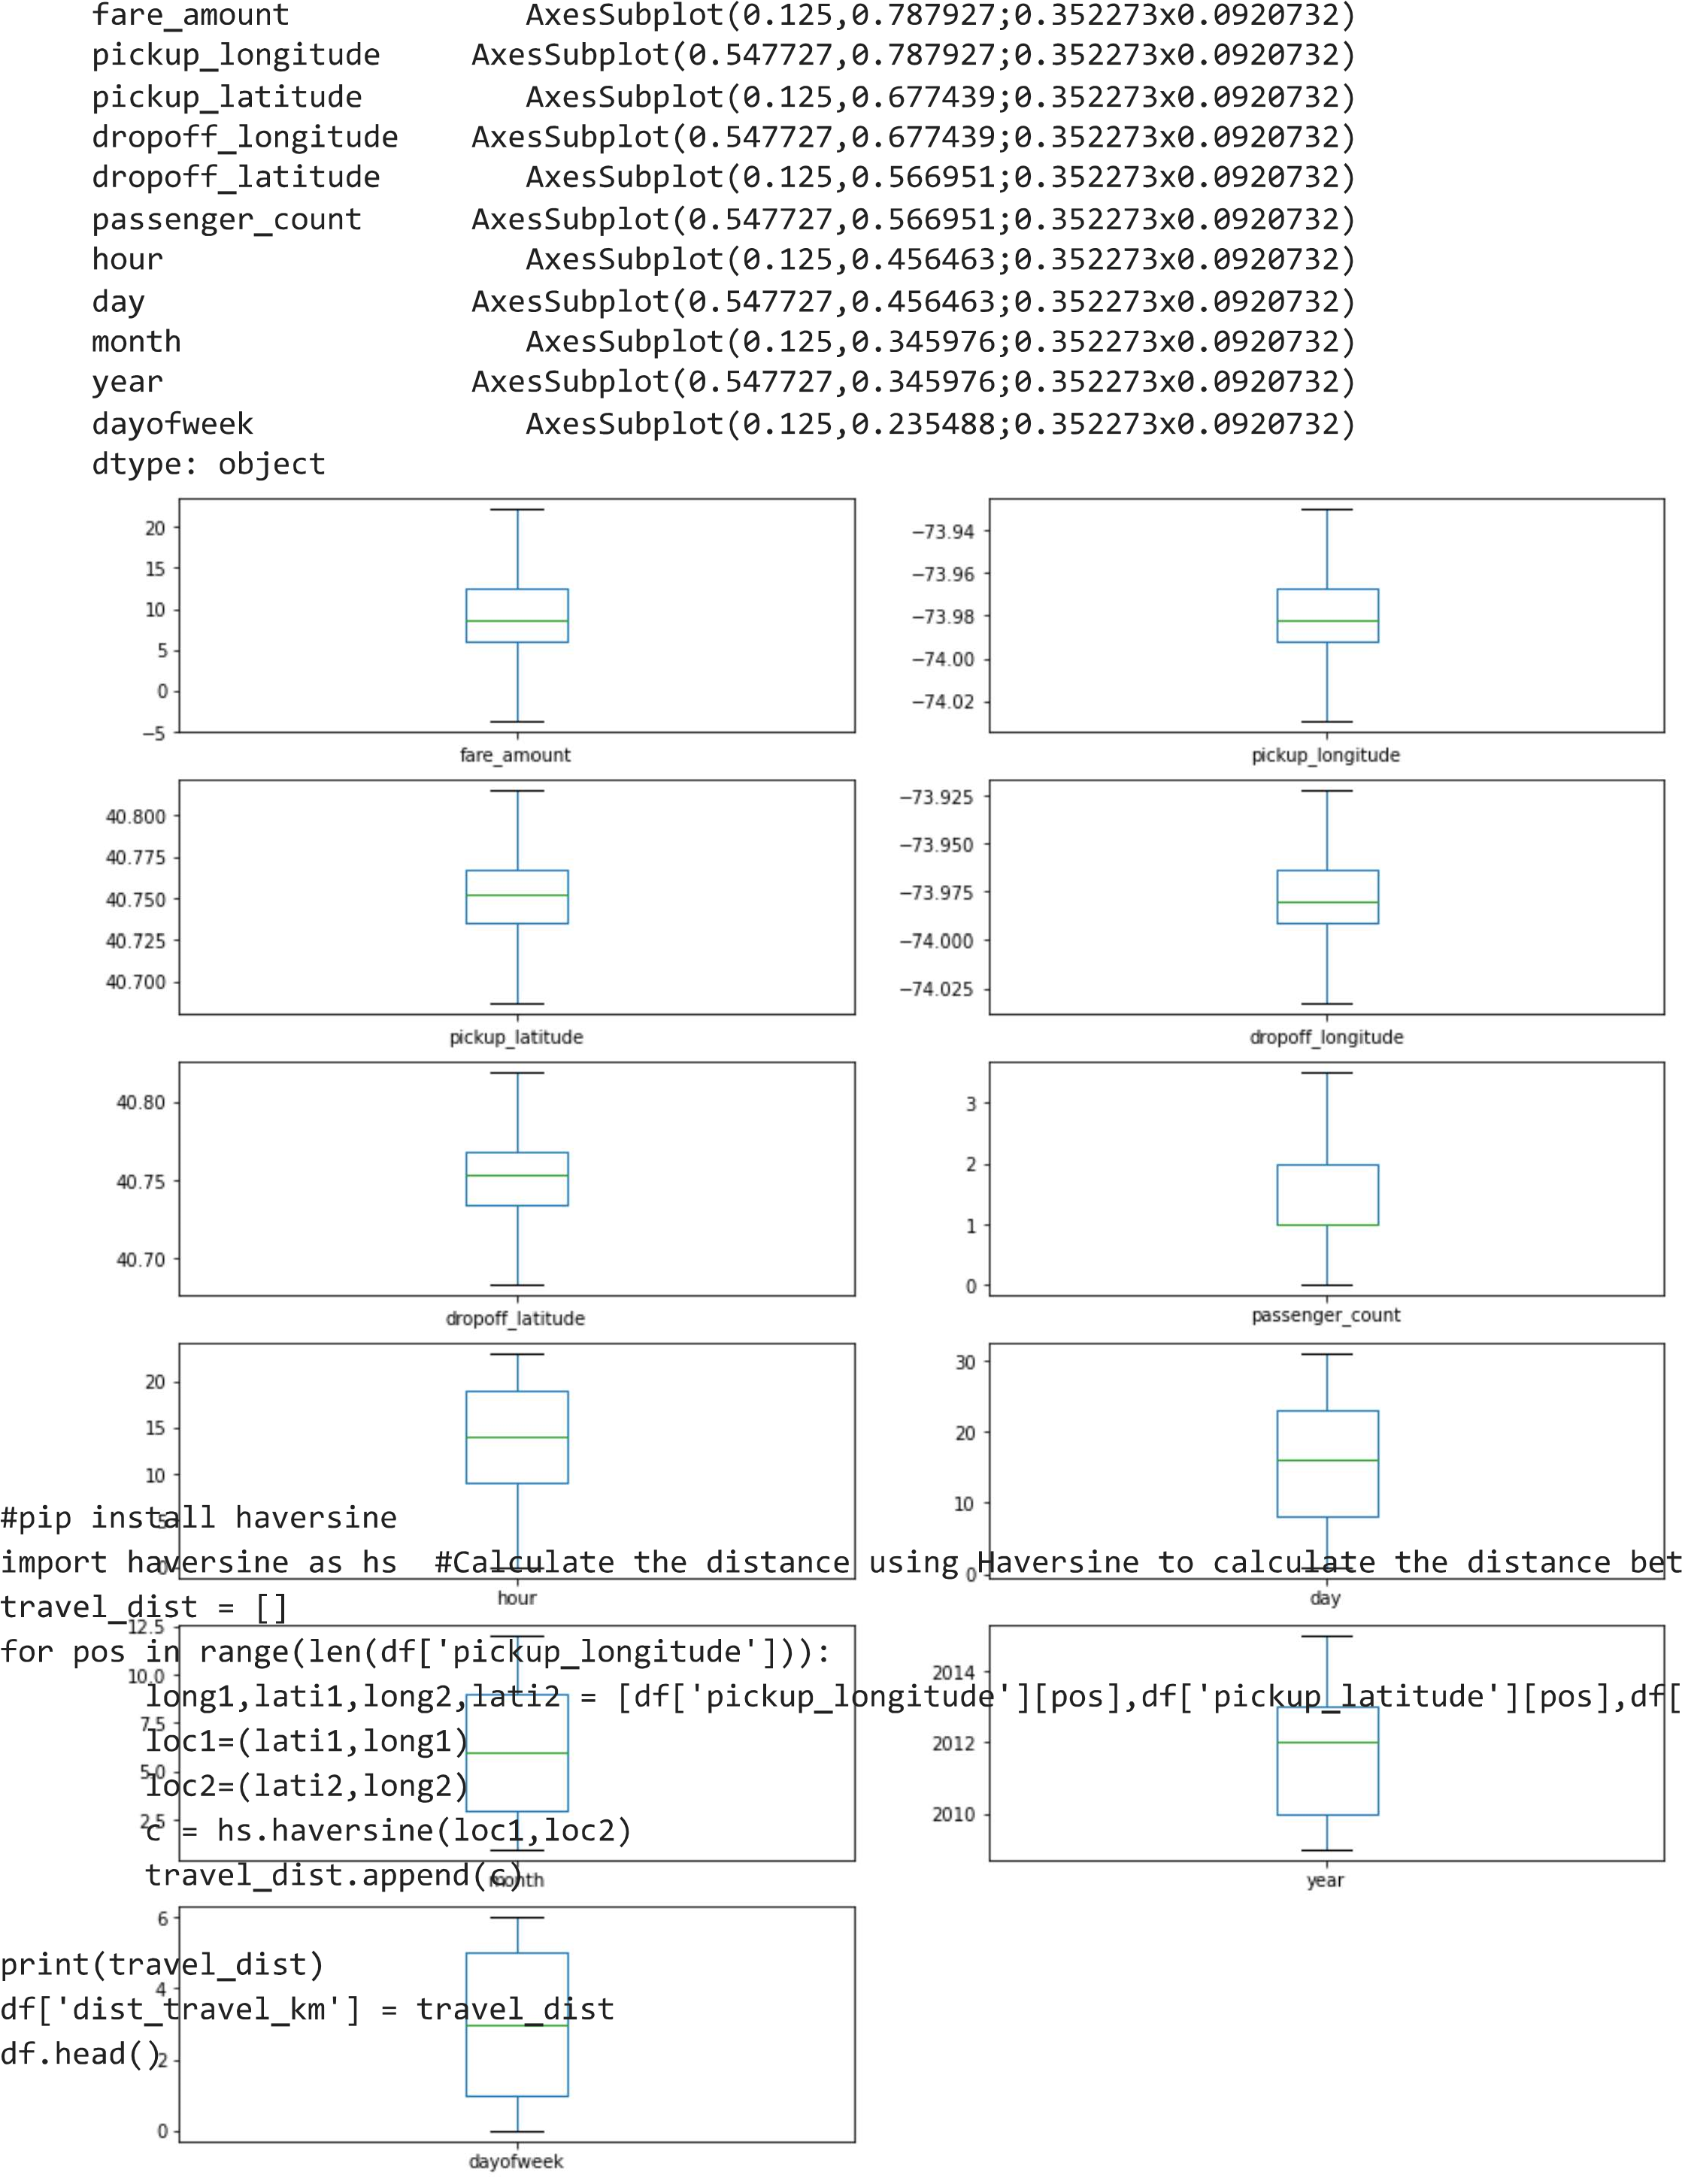 fare_amount AxesSubplot(0.125,0.787927;0.352273x0.0920732)
pickup_longitude AxesSubplot(0.547727,0.787927;0.352273x0.0920732)
pickup_latitude AxesSubplot(0.125,0.677439;0.352273x0.0920732)
dropoff_longitude AxesSubplot(0.547727,0.677439;0.352273x0.0920732)
dropoff_latitude AxesSubplot(0.125,0.566951;0.352273x0.0920732)
passenger_count AxesSubplot(0.547727,0.566951;0.352273x0.0920732)
hour AxesSubplot(0.125,0.456463;0.352273x0.0920732)
day AxesSubplot(0.547727,0.456463;0.352273x0.0920732)
month AxesSubplot(0.125,0.345976;0.352273x0.0920732)
year AxesSubplot(0.547727,0.345976;0.352273x0.0920732)
dayofweek AxesSubplot(0.125,0.235488;0.352273x0.0920732)
dtype: object
20
15
10
5
0
−5
fare_amount
−73.94
−73.96
−73.98
−74.00
−74.02
pickup_longitude
40.800
40.775
40.750
40.725
40.700
pickup_latitude
−73.925
−73.950
−73.975
−74.000
−74.025
dropoff_longitude
40.80
40.75
40.70
dropoff_latitude
3
2
1
0
passenger_count
20
15
10
5
0
hour
30
20
10
0
day
12.5
10.0
7.5
5.0
2.5
month
2014
2012
2010
year
6
4
2
0
dayofweek
#pip install haversine
import haversine as hs  #Calculate the distance using Haversine to calculate the distance bet
travel_dist = []
for pos in range(len(df['pickup_longitude'])):
        long1,lati1,long2,lati2 = [df['pickup_longitude'][pos],df['pickup_latitude'][pos],df[
        loc1=(lati1,long1)
        loc2=(lati2,long2)
        c = hs.haversine(loc1,loc2)
        travel_dist.append(c)
print(travel_dist)
df['dist_travel_km'] = travel_dist
df.head()